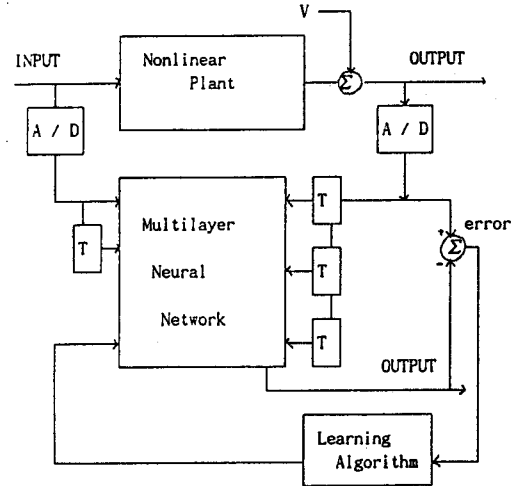 V
INPUT
Nonlinear
Plant
Σ
OUTPUT
A / D
A / D
T
Multilayer
Neural
Network
T
T
T
+
-
Σ
error
OUTPUT
Learning
Algorithm